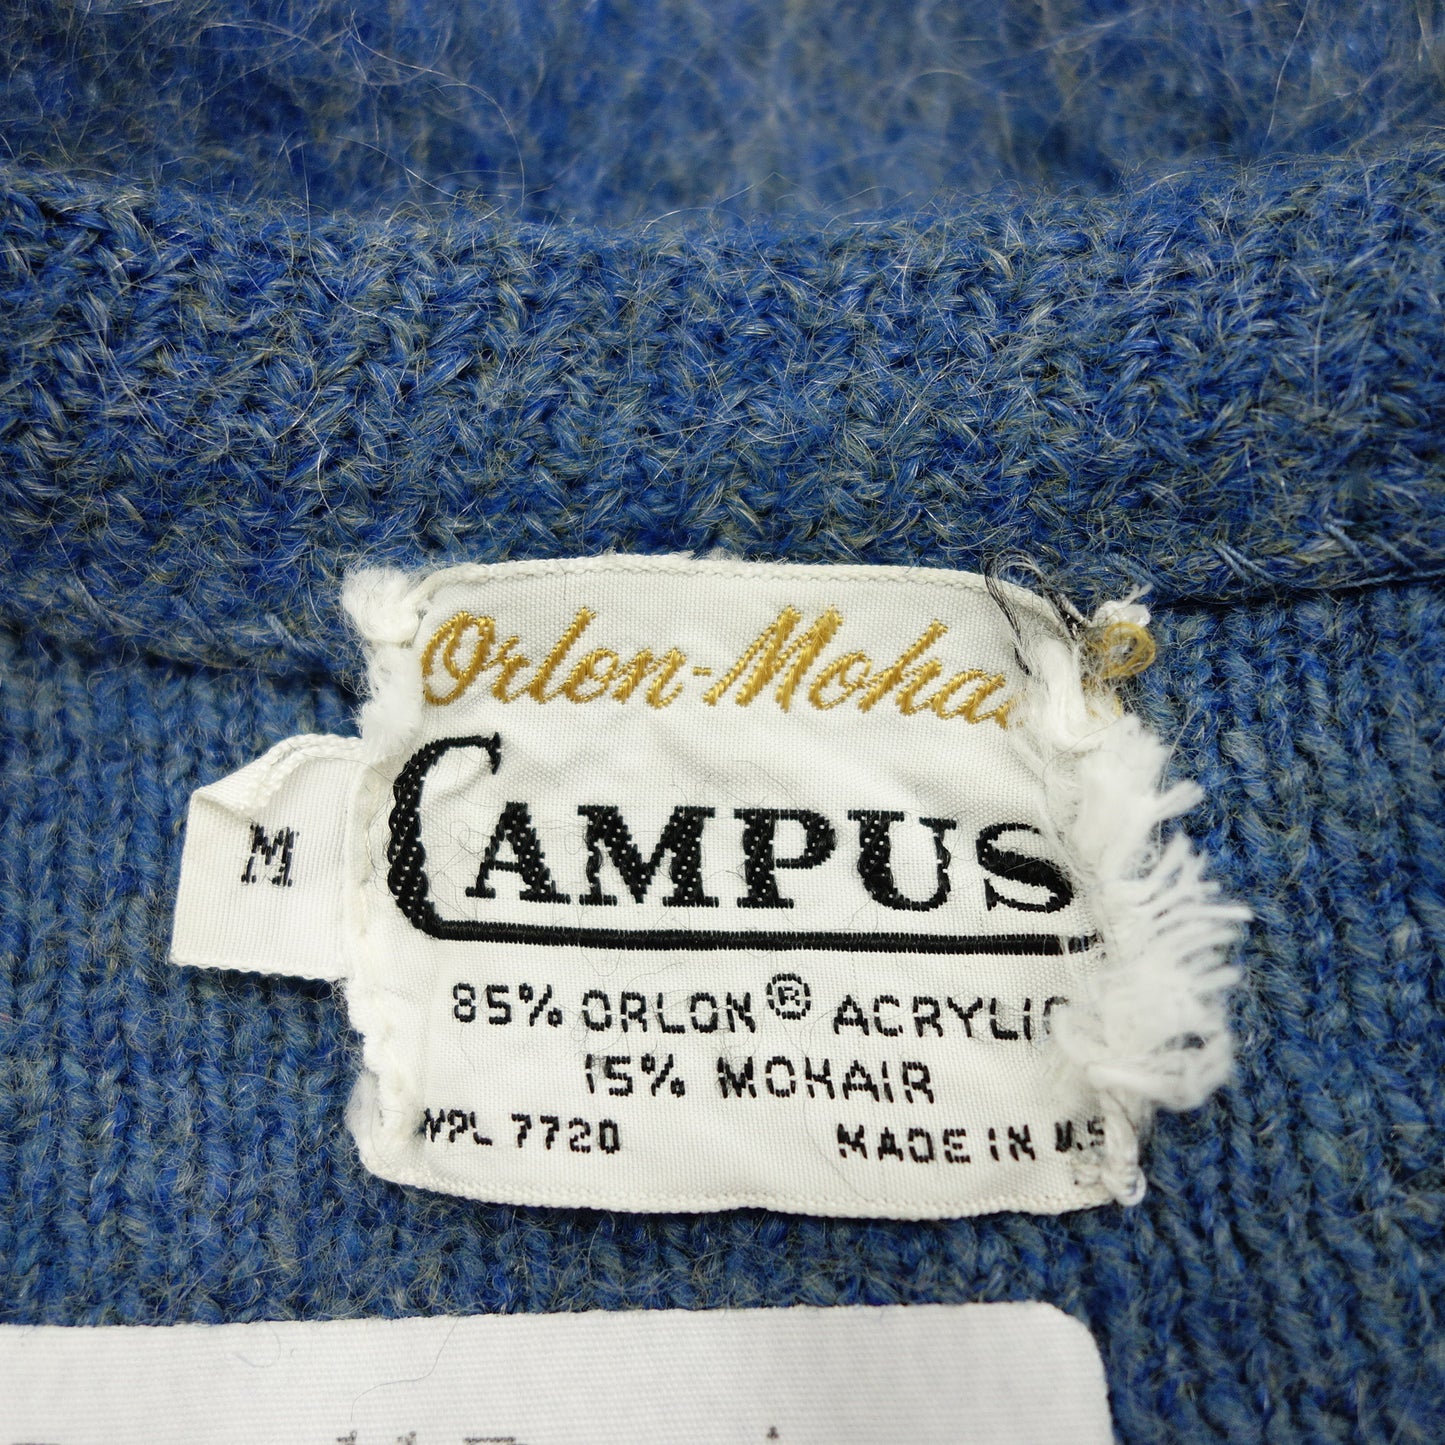 Orlon-Moha
CAMPUS
M
85% ORLON® ACRYLIC
15% MOHAIR
WPL 7720
MADE IN U.S